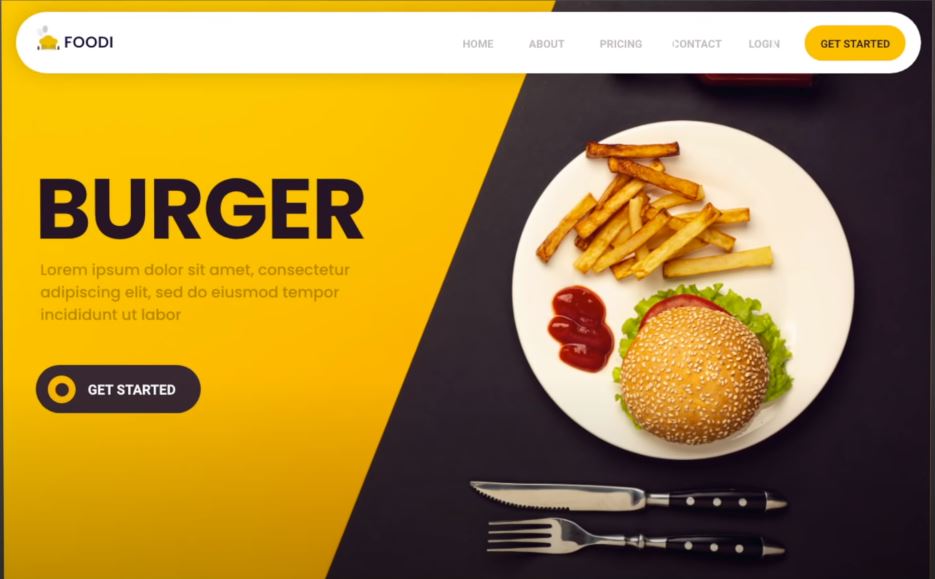 FOODI
HOME ABOUT PRICING CONTACT LOGIN GET STARTED
BURGER
Lorem ipsum dolor sit amet, consectetur
adipiscing elit, sed do eiusmod tempor
incididunt ut labor
GET STARTED